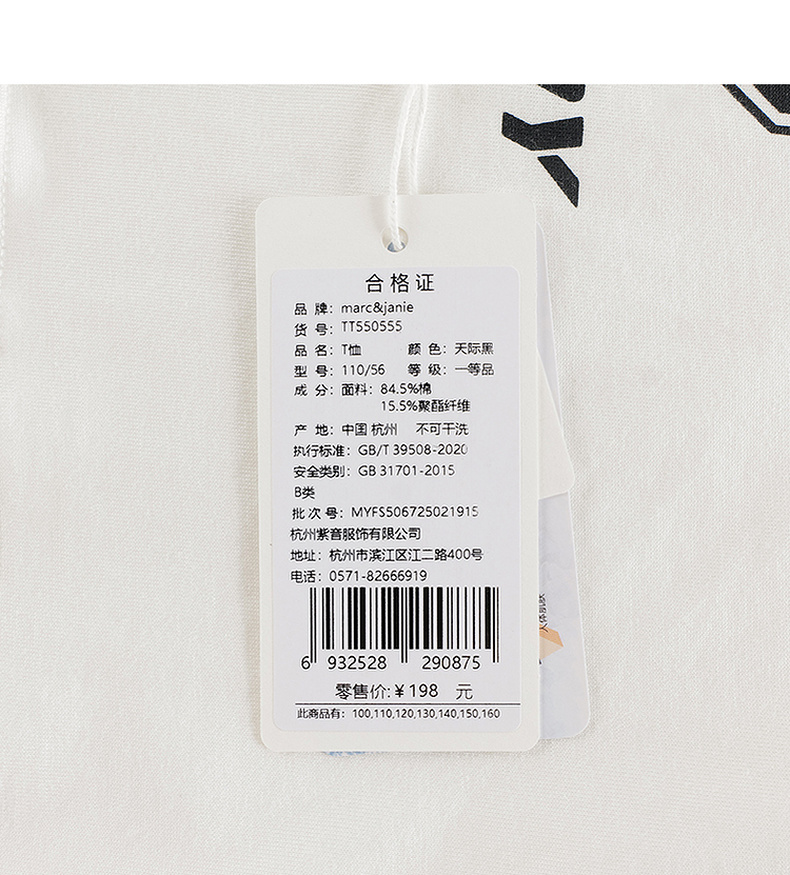 合格证
品 牌：marc&janie
货 号：TT550555
品 名：T恤 颜 色：天际黑
型 号：110/56 等 级：一等品
成 分：面料：84.5%棉
15.5%聚酯纤维
产 地：中国 杭州 不可干洗
执行标准：GB/T 39508-2020
安全类别：GB 31701-2015
B类
批 次 号：MYFS506725021915
杭州紫音服饰有限公司
地址：杭州市滨江区江二路400号
电话：0571-82666919
6 932528 290875
零售价:￥198 元
此商品有：100,110,120,130,140,150,160
人体肌肤